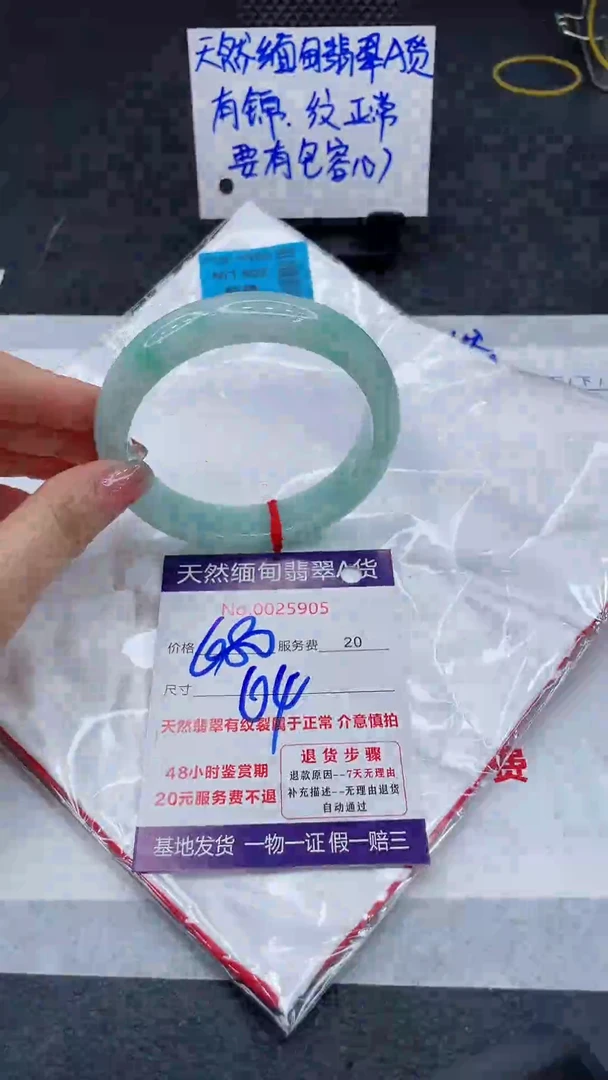 天然缅甸翡翠A货
有锦、纹正常
要有包容心)
天然缅甸翡翠A货
No.0025905
价格 680 服务费 20
尺寸
天然翡翠有纹裂属于正常 介意慎拍
48小时鉴赏期
20元服务费不退
退货步骤
退款原因--7天无理由
补充描述--无理由退货
自动通过
基地发货 一物一证 假一赔三
费